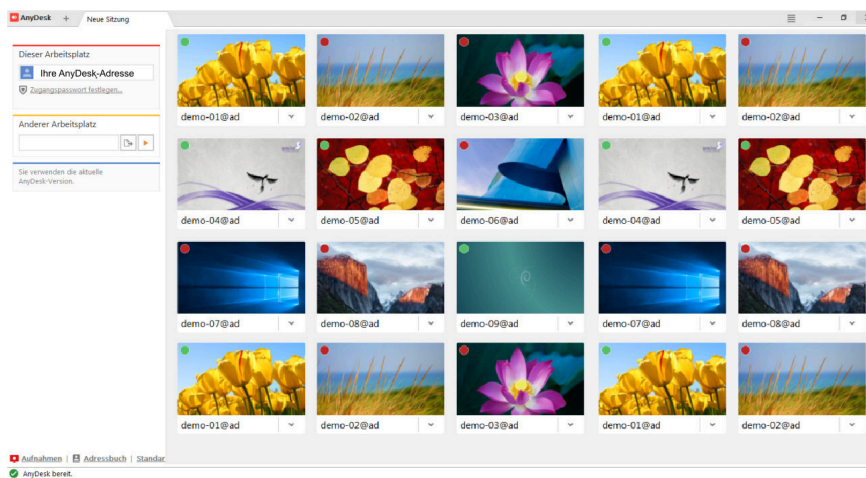 AnyDesk + Neue Sitzung
Dieser Arbeitsplatz
Ihre AnyDesk-Adresse
Zugangspasswort festlegen...
Anderer Arbeitsplatz
Sie verwenden die aktuelle
AnyDesk-Version.
demo-01@ad demo-02@ad demo-03@ad demo-01@ad demo-02@ad
demo-04@ad demo-05@ad demo-06@ad demo-04@ad demo-05@ad
demo-07@ad demo-08@ad demo-09@ad demo-07@ad demo-08@ad
demo-01@ad demo-02@ad demo-03@ad demo-01@ad demo-02@ad
Aufnahmen | Adressbuch | Standar
AnyDesk bereit.